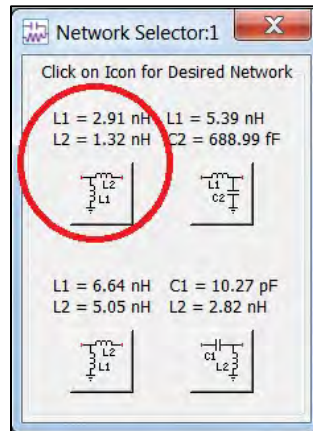 Network Selector:1
X
Click on Icon for Desired Network
L1 = 2.91 nH L1 = 5.39 nH
L2 = 1.32 nH C2 = 688.99 fF
L2
L1
L1
C2
L1 = 6.64 nH C1 = 10.27 pF
L2 = 5.05 nH L2 = 2.82 nH
L2
L1
C1
L2